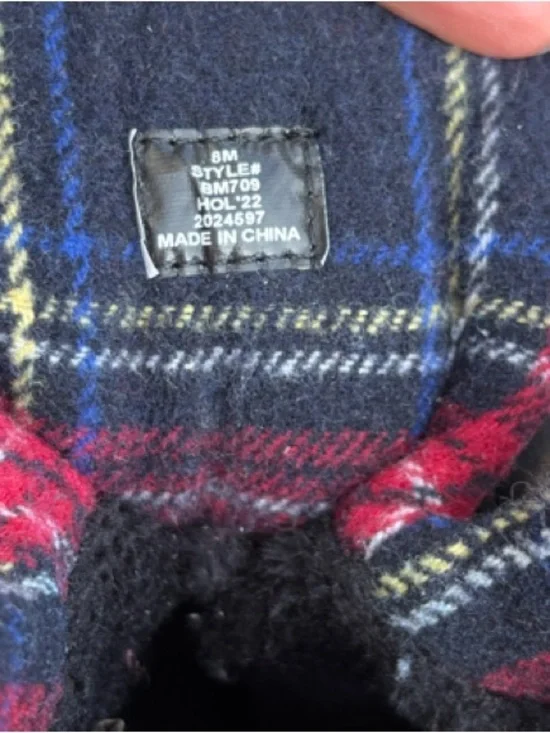 8M
STYLE#
BM709
HOL'22
2024597
MADE IN CHINA